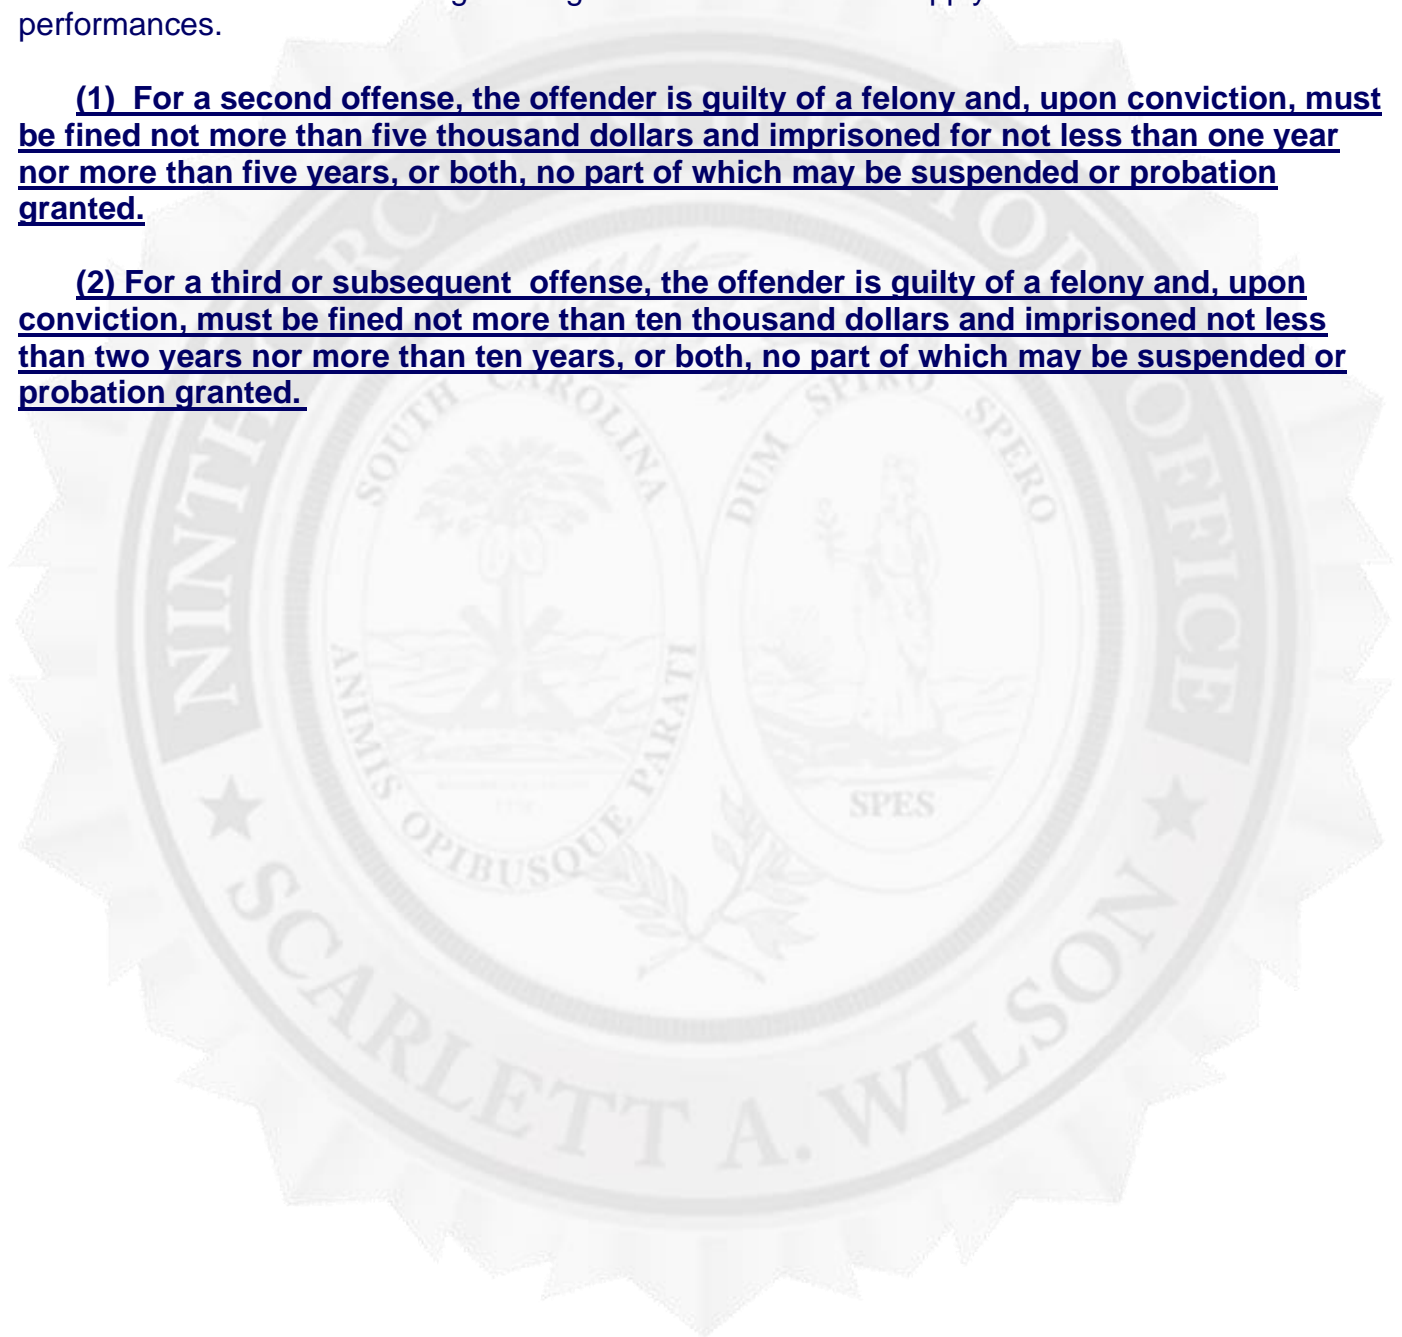 performances.
(1) For a second offense, the offender is guilty of a felony and, upon conviction, must
be fined not more than five thousand dollars and imprisoned for not less than one year
nor more than five years, or both, no part of which may be suspended or probation
granted.
(2) For a third or subsequent offense, the offender is guilty of a felony and, upon
conviction, must be fined not more than ten thousand dollars and imprisoned not less
than two years nor more than ten years, or both, no part of which may be suspended or
probation granted.
SOUTH CAROLINA
DUM SPIRO SPERO
NINTH
OFFICE
ANIMIS OPIBUSQUE PARATI
SPES
SCARLETT A. WILSON